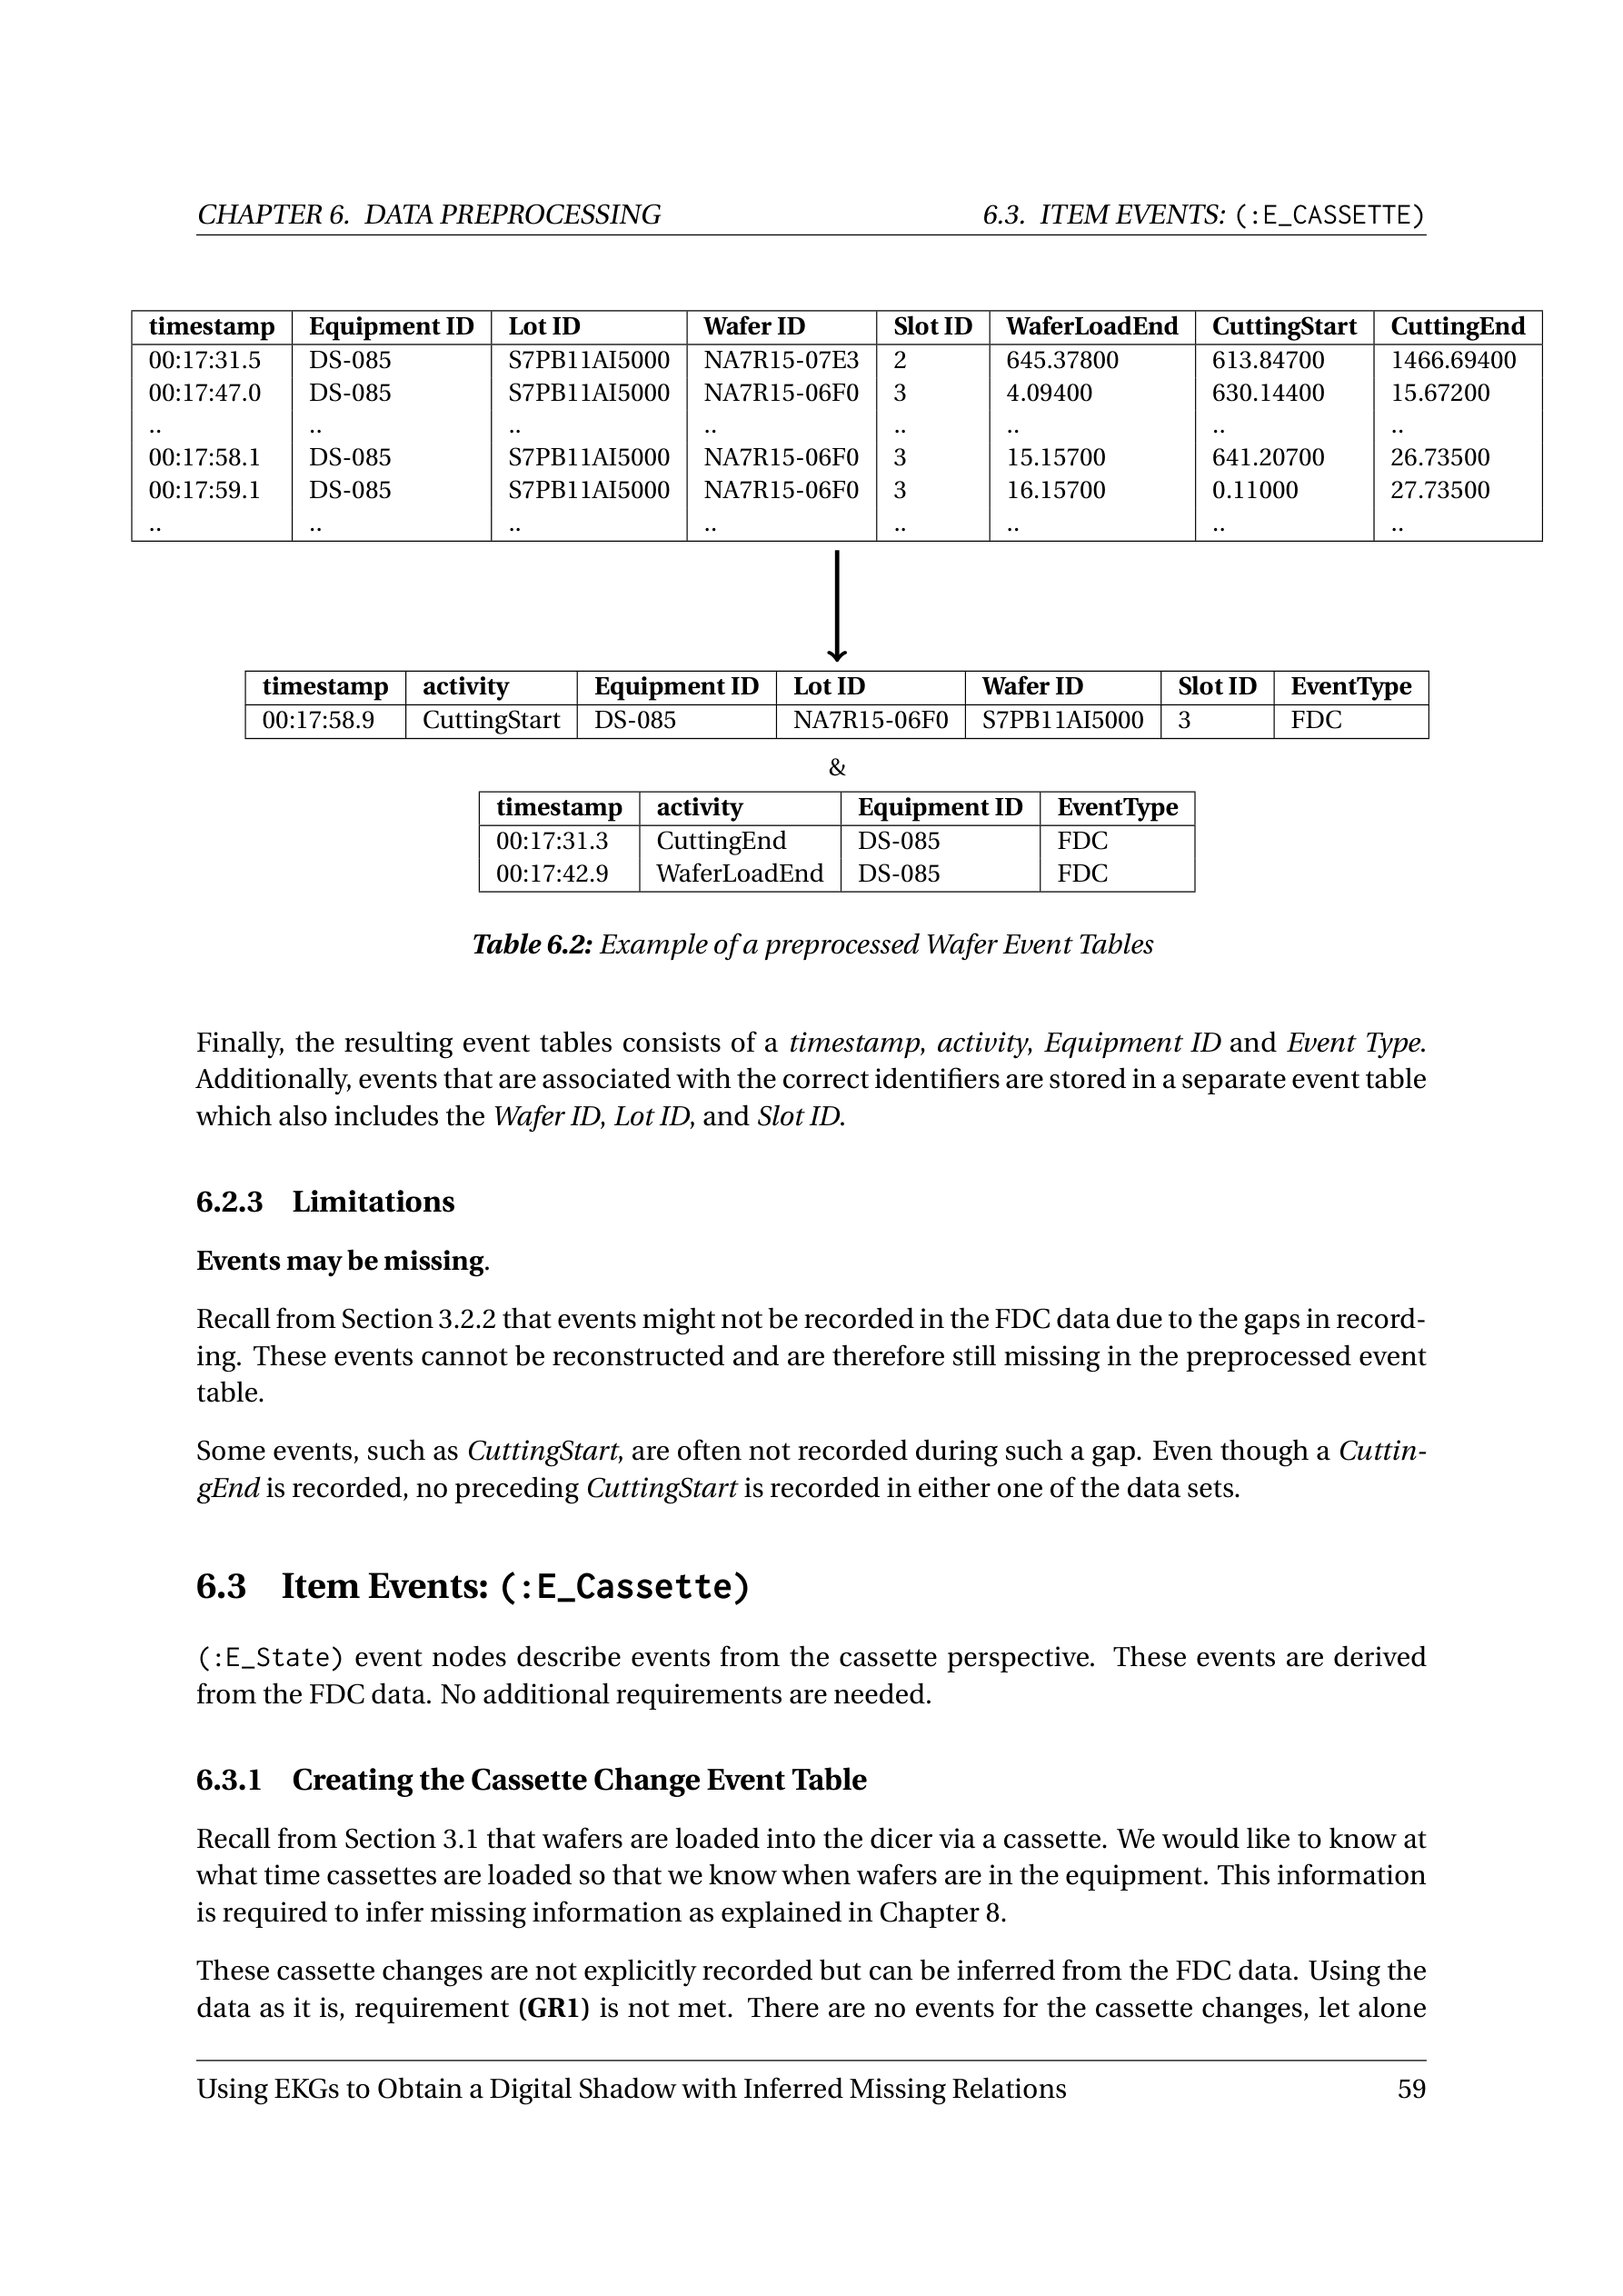 CHAPTER 6. DATA PREPROCESSING 6.3. ITEM EVENTS: (:E_CASSETTE)
timestamp Equipment ID Lot ID Wafer ID Slot ID WaferLoadEnd CuttingStart CuttingEnd
00:17:31.5 DS-085 S7PB11AI5000 NA7R15-07E3 2 645.37800 613.84700 1466.69400
00:17:47.0 DS-085 S7PB11AI5000 NA7R15-06F0 3 4.09400 630.14400 15.67200
.. .. .. .. .. .. .. ..
00:17:58.1 DS-085 S7PB11AI5000 NA7R15-06F0 3 15.15700 641.20700 26.73500
00:17:59.1 DS-085 S7PB11AI5000 NA7R15-06F0 3 16.15700 0.11000 27.73500
.. .. .. .. .. .. .. ..
timestamp activity Equipment ID Lot ID Wafer ID Slot ID EventType
00:17:58.9 CuttingStart DS-085 NA7R15-06F0 S7PB11AI5000 3 FDC
&
timestamp activity Equipment ID EventType
00:17:31.3 CuttingEnd DS-085 FDC
00:17:42.9 WaferLoadEnd DS-085 FDC
Table 6.2: Example of a preprocessed Wafer Event Tables
Finally, the resulting event tables consists of a timestamp, activity, Equipment ID and Event Type.
Additionally, events that are associated with the correct identifiers are stored in a separate event table
which also includes the Wafer ID, Lot ID, and Slot ID.
6.2.3 Limitations
Events may be missing.
Recall from Section 3.2.2 that events might not be recorded in the FDC data due to the gaps in record-
ing. These events cannot be reconstructed and are therefore still missing in the preprocessed event
table.
Some events, such as CuttingStart, are often not recorded during such a gap. Even though a Cuttin-
gEnd is recorded, no preceding CuttingStart is recorded in either one of the data sets.
6.3 Item Events: (:E_Cassette)
(:E_State) event nodes describe events from the cassette perspective. These events are derived
from the FDC data. No additional requirements are needed.
6.3.1 Creating the Cassette Change Event Table
Recall from Section 3.1 that wafers are loaded into the dicer via a cassette. We would like to know at
what time cassettes are loaded so that we know when wafers are in the equipment. This information
is required to infer missing information as explained in Chapter 8.
These cassette changes are not explicitly recorded but can be inferred from the FDC data. Using the
data as it is, requirement (GR1) is not met. There are no events for the cassette changes, let alone
Using EKGs to Obtain a Digital Shadow with Inferred Missing Relations 59